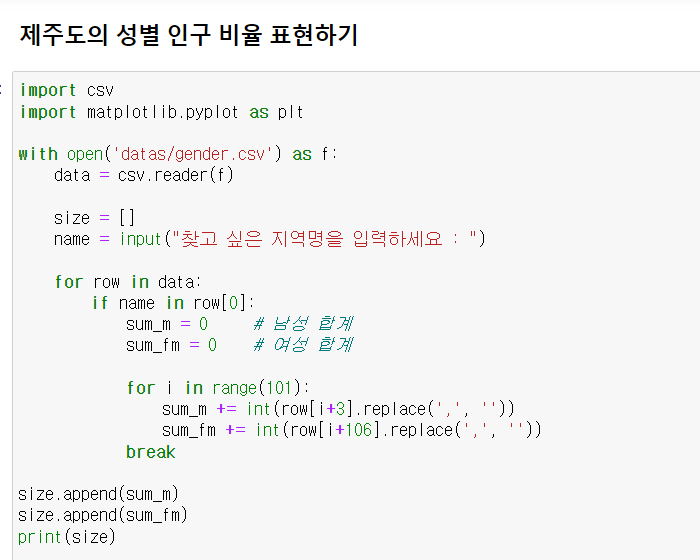 제주도의 성별 인구 비율 표현하기
import csv
import matplotlib.pyplot as plt
with open('datas/gender.csv') as f:
    data = csv.reader(f)
    size = []
    name = input("찾고 싶은 지역명을 입력하세요 : ")
    for row in data:
        if name in row[0]:
            sum_m = 0     # 남성 합계
            sum_fm = 0    # 여성 합계
            for i in range(101):
                sum_m += int(row[i+3].replace(',', ''))
                sum_fm += int(row[i+106].replace(',', ''))
            break
size.append(sum_m)
size.append(sum_fm)
print(size)